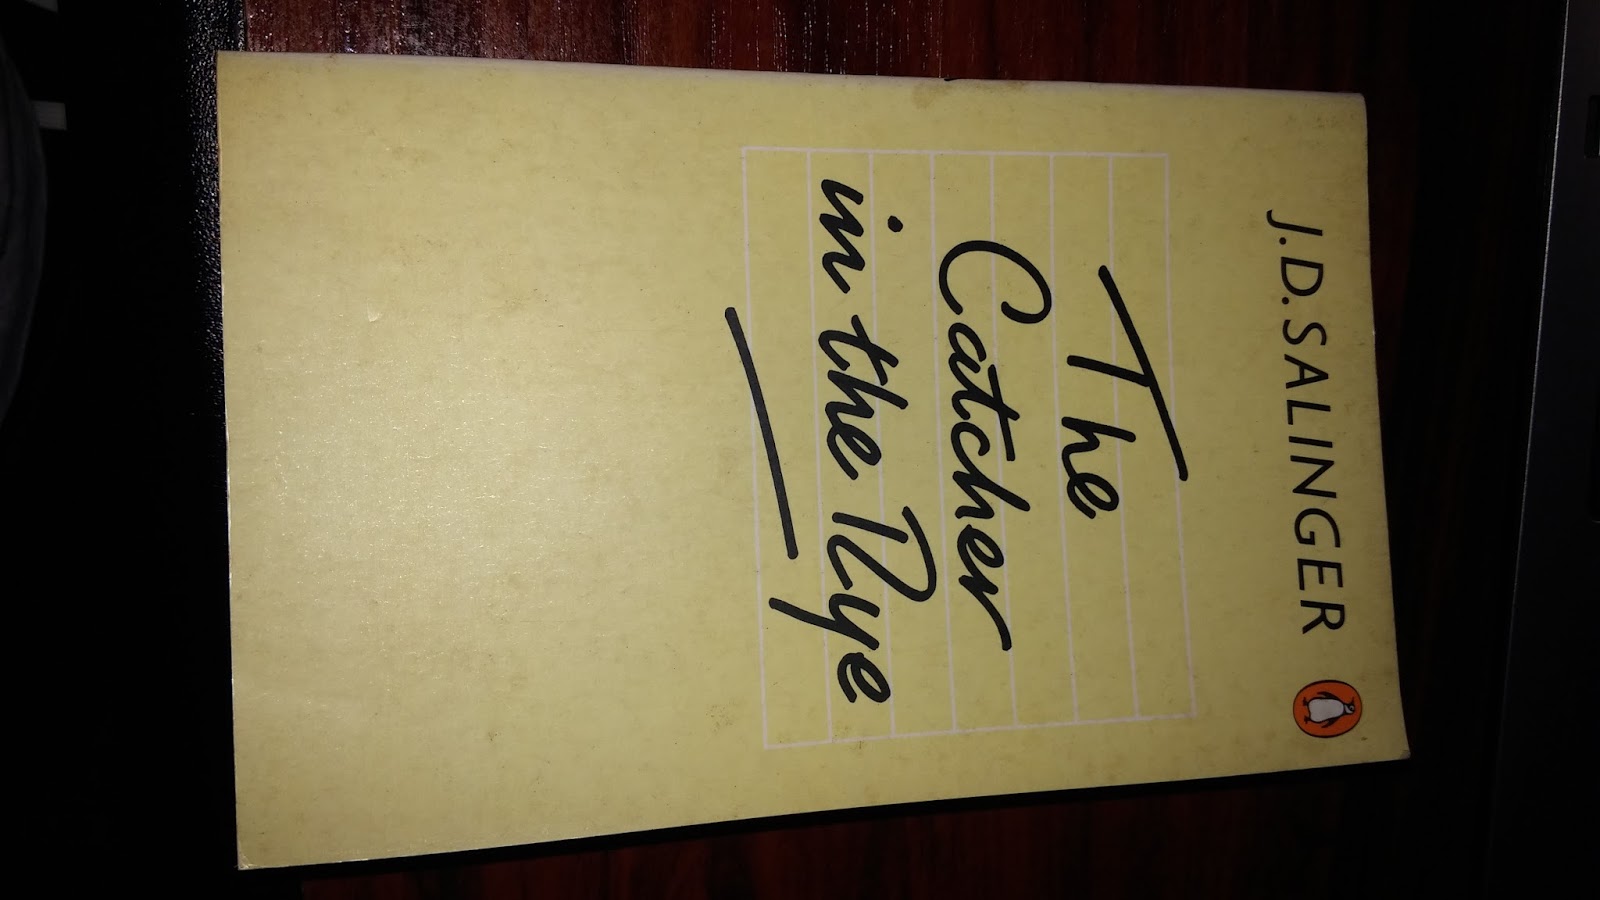 J.D. SALINGER
The
Catcher
in the Rye